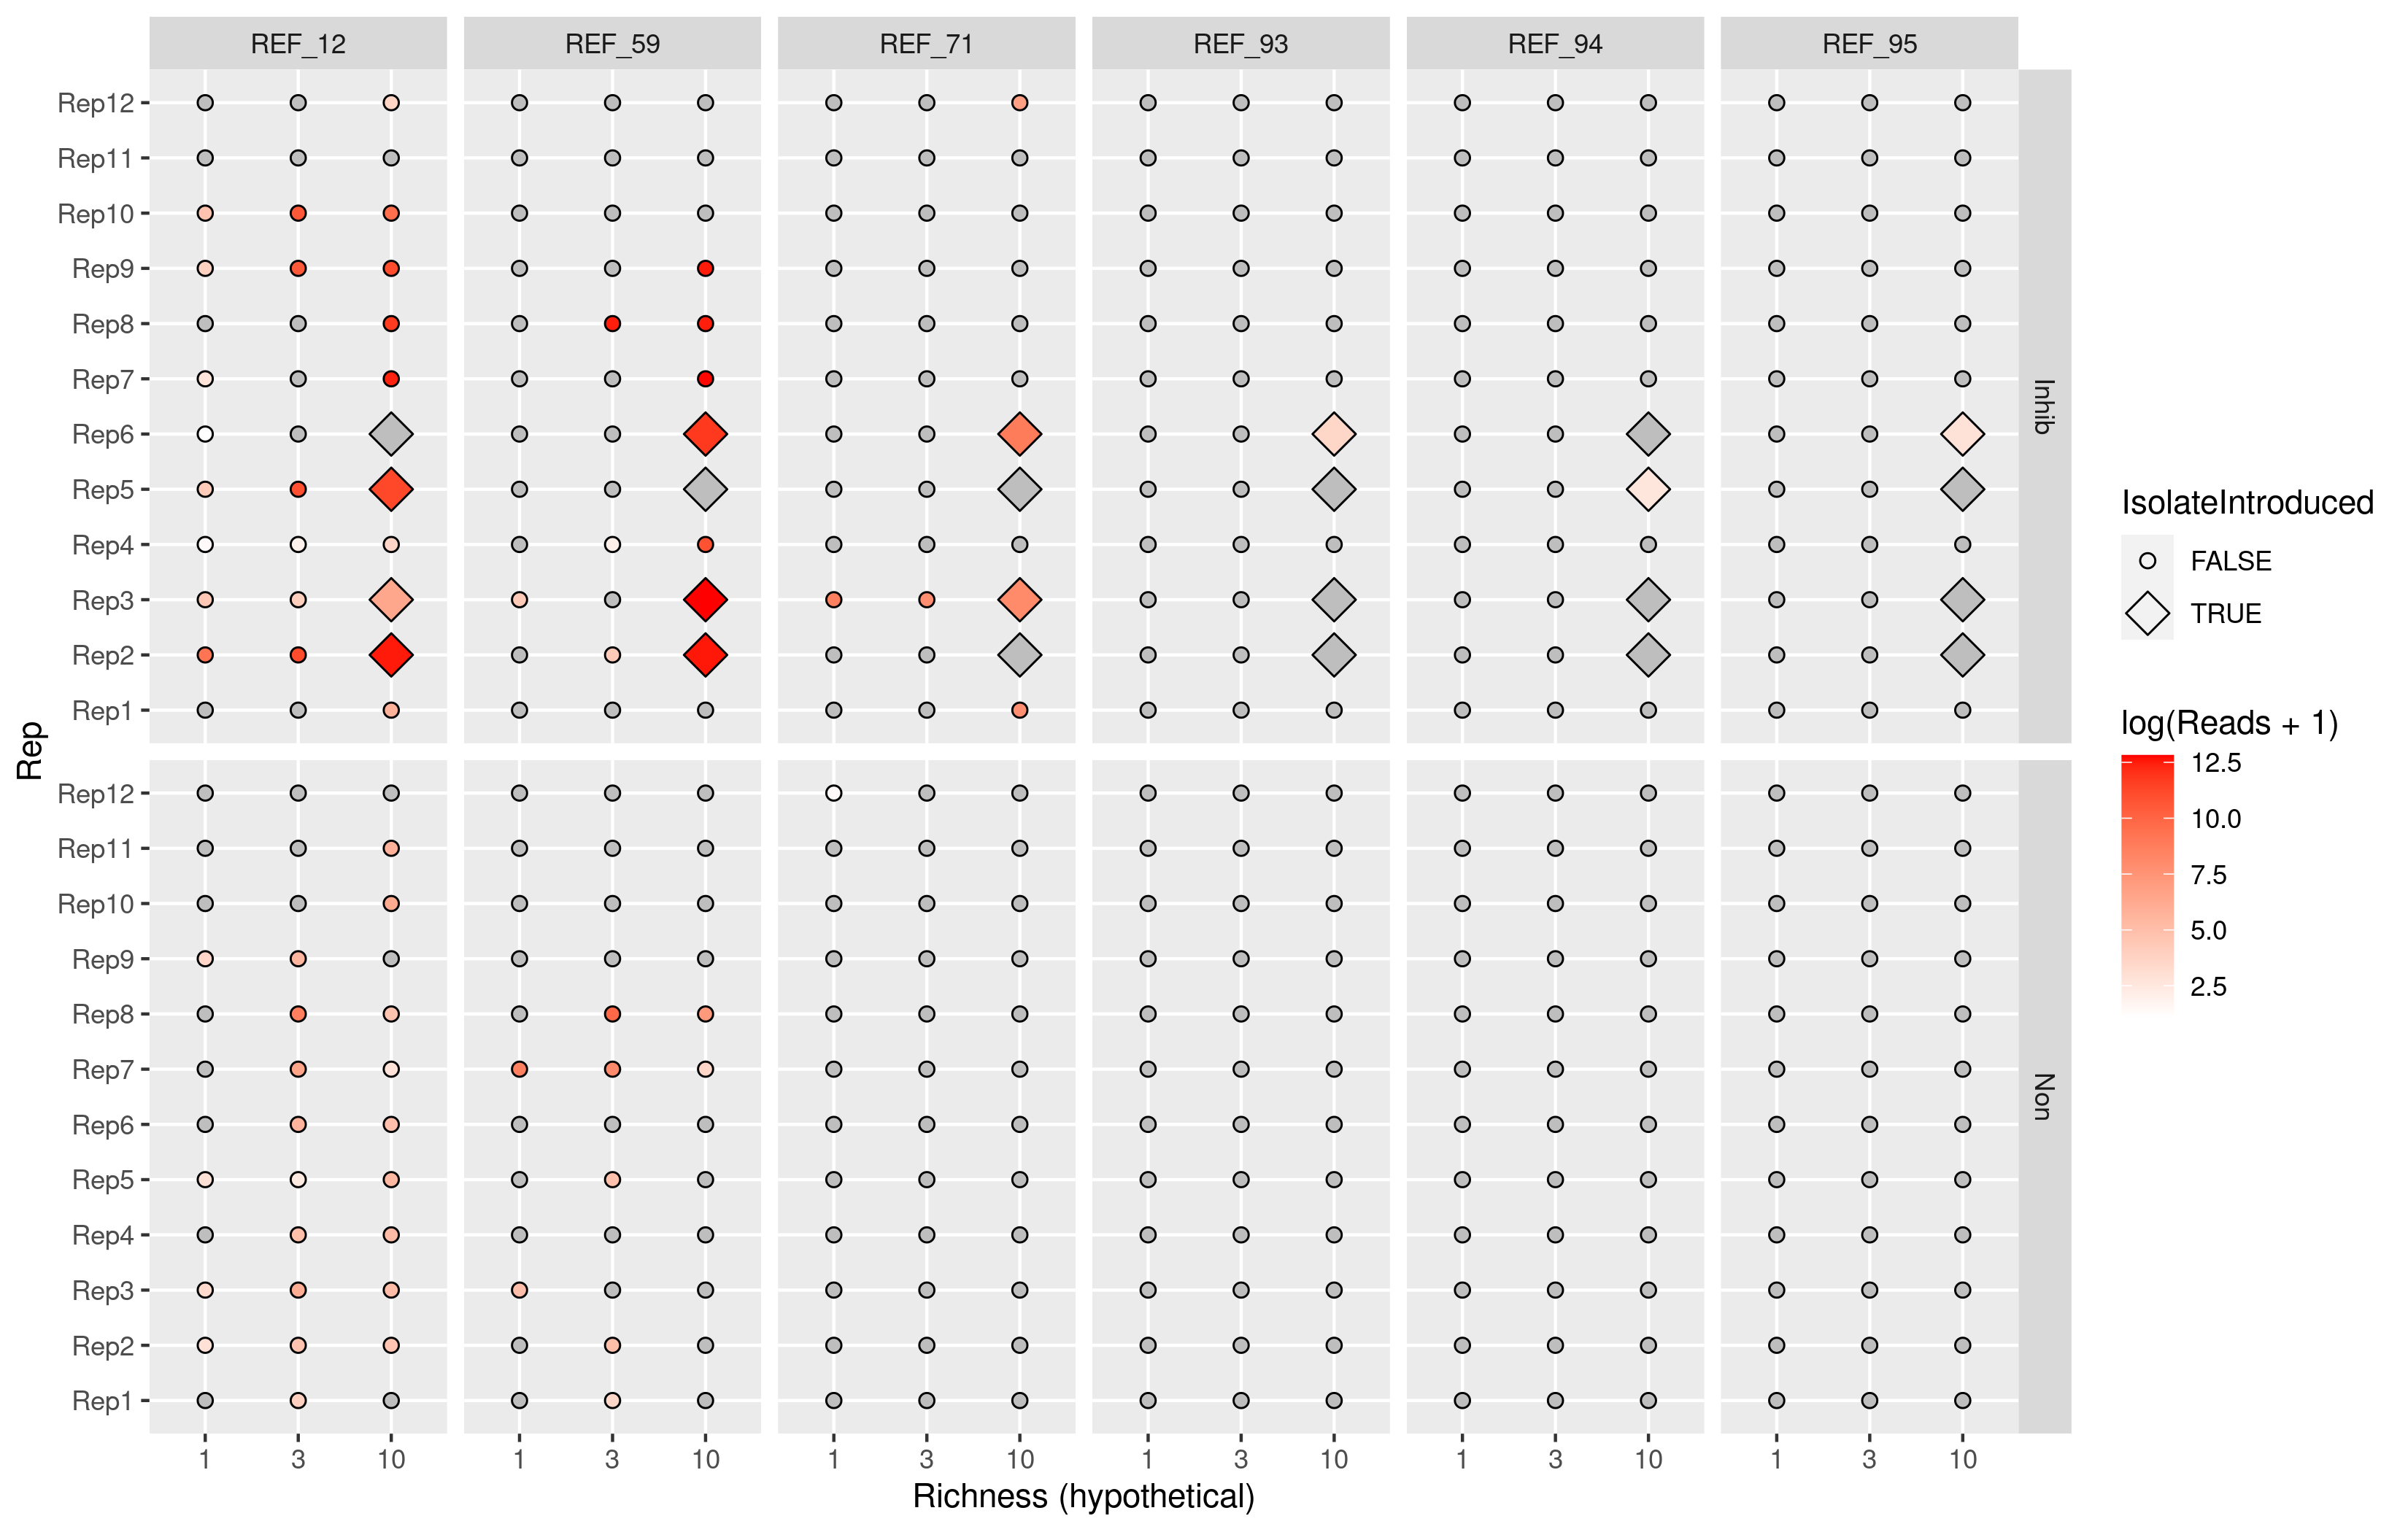 REF_12 REF_59 REF_71 REF_93 REF_94 REF_95
Rep12
Rep11
Rep10
Rep9
Rep8
Rep7
Rep6
Rep5
Rep4
Rep3
Rep2
Rep1
Inhib
Rep12
Rep11
Rep10
Rep9
Rep8
Rep7
Rep6
Rep5
Rep4
Rep3
Rep2
Rep1
Non
Rep
1 3 10 1 3 10 1 3 10 1 3 10 1 3 10 1 3 10
Richness (hypothetical)
IsolateIntroduced
FALSE
TRUE
log(Reads + 1)
12.5
10.0
7.5
5.0
2.5